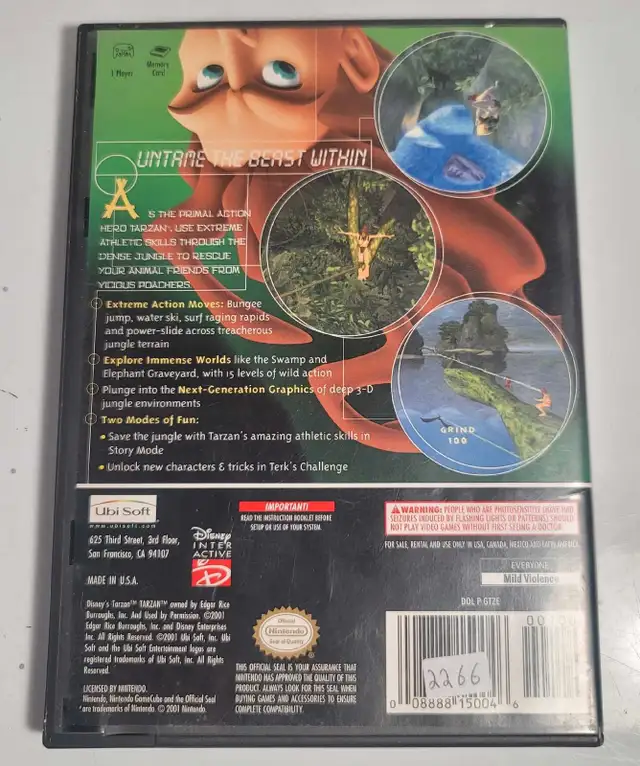 1 Player
Memory
Card
UNTAME THE BEAST WITHIN
AS THE PRIMAL ACTION
HERO TARZAN™, USE EXTREME
ATHLETIC SKILLS THROUGH THE
DENSE JUNGLE TO RESCUE
YOUR ANIMAL FRIENDS FROM
VICIOUS POACHERS.
Extreme Action Moves: Bungee
jump, water ski, surf raging rapids
and power-slide across treacherous
jungle terrain
Explore Immense Worlds like the Swamp and
Elephant Graveyard, with 15 levels of wild action
Plunge into the Next-Generation Graphics of deep 3-D
jungle environments
Two Modes of Fun:
• Save the jungle with Tarzan's amazing athletic skills in
Story Mode
• Unlock new characters & tricks in Terk's Challenge
GRIND
100
Ubi Soft
www.ubisoft.com
625 Third Street, 3rd Floor,
San Francisco, CA 94107
MADE IN U.S.A.
Disney
INTER
ACTIVE
D
IMPORTANT!
READ THE INSTRUCTION BOOKLET BEFORE
SETUP OR USE OF YOUR SYSTEM.
WARNING: PEOPLE WHO ARE PHOTOSENSITIVE (HAVE HAD
SEIZURES INDUCED BY FLASHING LIGHTS OR PATTERNS) SHOULD
NOT PLAY VIDEO GAMES WITHOUT FIRST SEEING A DOCTOR.
FOR SALE, RENTAL AND USE ONLY IN USA, CANADA, MEXICO AND LATIN AMERICA.
EVERYONE
Mild Violence
DOL P-GTZE
Disney's Tarzan™ TARZAN™ owned by Edgar Rice
Burroughs, Inc. And Used by Permission. ©2001
Edgar Rice Burroughs, Inc. and Disney Enterprises
Inc. All Rights Reserved. ©2001 Ubi Soft, Inc. Ubi
Soft and the Ubi Soft Entertainment logos are
registered trademarks of Ubi Soft, Inc. All Rights
Reserved.
LICENSED BY NINTENDO.
Nintendo, Nintendo GameCube and the Official Seal
are trademarks of Nintendo. © 2001 Nintendo.
Official
Nintendo
Seal of Quality
THIS OFFICIAL SEAL IS YOUR ASSURANCE THAT
NINTENDO HAS APPROVED THE QUALITY OF THIS
PRODUCT. ALWAYS LOOK FOR THIS SEAL WHEN
BUYING GAMES AND ACCESSORIES TO ENSURE
COMPLETE COMPATIBILITY.
2266
0 08888 15004 6